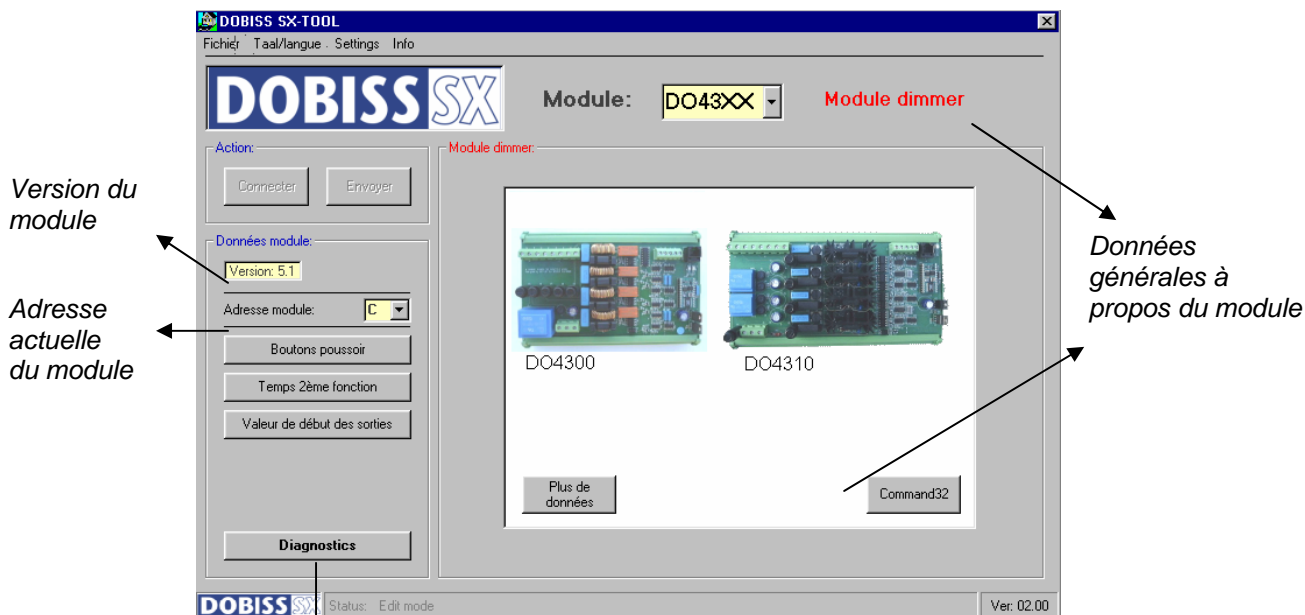 DOBISS SX-TOOL
Fichier Taal/langue Settings Info
DOBISS SX
Module: DO43XX Module dimmer
Action:
Connecter Envoyer
Module dimmer:
Version du
module
Données module:
Version: 5.1
Adresse module: C
Adresse
actuelle
du module
Boutons poussoir
Temps 2ème fonction
Valeur de début des sorties
Diagnostics
DO4300 DO4310
Plus de
données
Command32
Données
générales à
propos du module
DOBISS SX Status: Edit mode Ver: 02.00